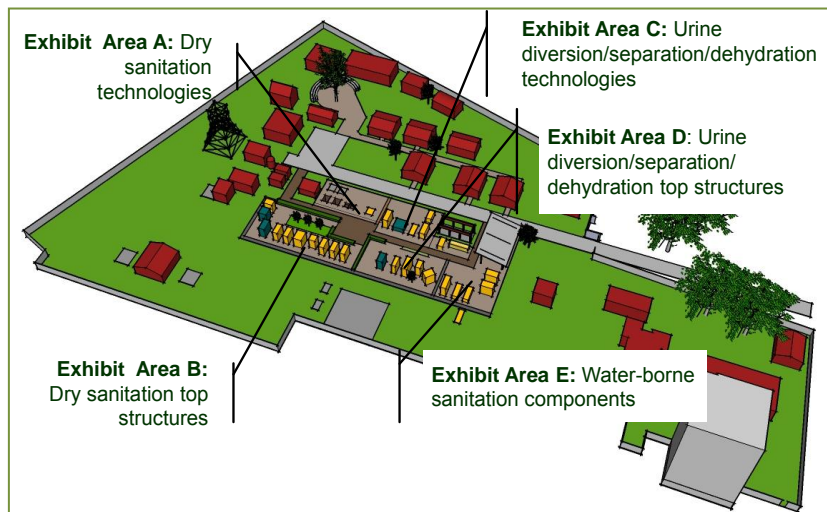 Exhibit Area A: Dry
sanitation
technologies
Exhibit Area C: Urine
diversion/separation/dehydration
technologies
Exhibit Area D: Urine
diversion/separation/
dehydration top structures
Exhibit Area B:
Dry sanitation top
structures
Exhibit Area E: Water-borne
sanitation components